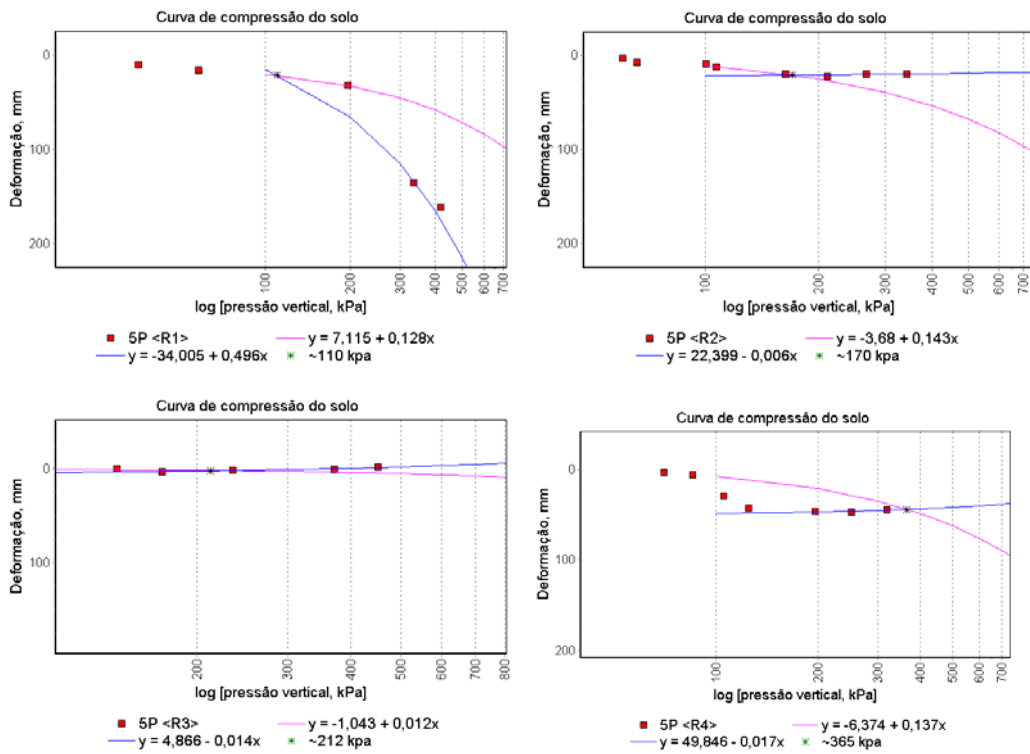 Curva de compressão do solo
Deformação, mm
0
100
200
100
200
300
400
500
600
700
log [pressão vertical, kPa]
5P <R1>
y = 7,115 + 0,128x
y = -34,005 + 0,496x
~110 kpa
Curva de compressão do solo
Deformação, mm
0
100
200
100
200
300
400
500
600
700
log [pressão vertical, kPa]
5P <R2>
y = -3,68 + 0,143x
y = 22,399 - 0,006x
~170 kPa
Curva de compressão do solo
Deformação, mm
0
100
200
300
400
500
600
700
800
log [pressão vertical, kPa]
5P <R3>
y = -1,043 + 0,012x
y = 4,866 - 0,014x
~212 kpa
Curva de compressão do solo
Deformação, mm
0
100
200
100
200
300
400
500
600
700
log [pressão vertical, kPa]
5P <R4>
y = -6,374 + 0,137x
y = 49,846 - 0,017x
~365 kpa